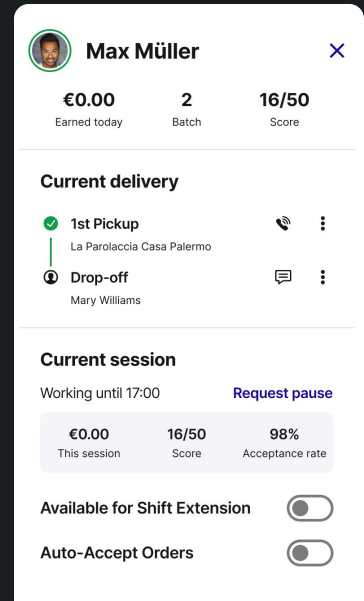 Max Müller
€0.00 2 16/50
Earned today Batch Score
Current delivery
1st Pickup
La Parolaccia Casa Palermo
Drop-off
Mary Williams
Current session
Working until 17:00 Request pause
€0.00 16/50 98%
This session Score Acceptance rate
Available for Shift Extension
Auto-Accept Orders